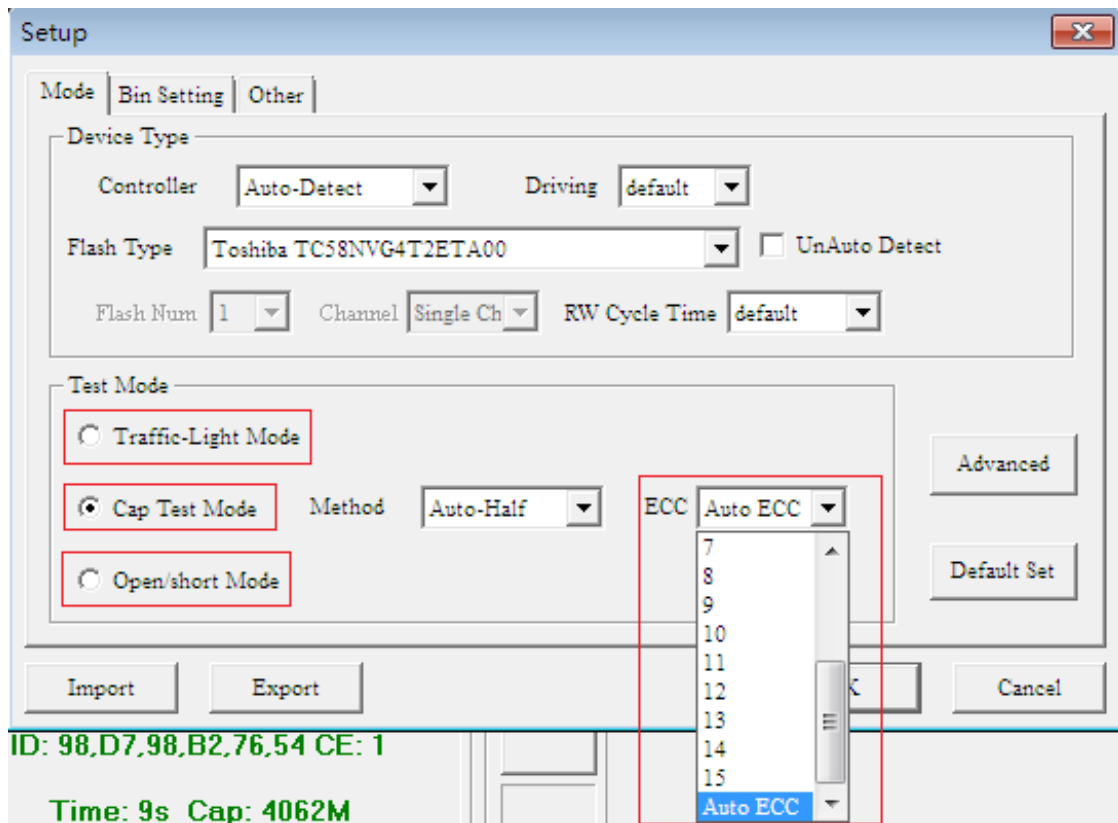 Setup
Mode Bin Setting Other
Device Type
Controller Auto-Detect Driving default
Flash Type Toshiba TC58NVG4T2ETA00 UnAuto Detect
Flash Num 1 Channel Single Ch RW Cycle Time default
Test Mode
Traffic-Light Mode
Advanced
Cap Test Mode Method Auto-Half ECC Auto ECC
7
8
Open/short Mode Default Set
9
10
11
12
Import Export Cancel
13
14
15
Auto ECC
ID: 98,D7,98,B2,76,54 CE: 1
Time: 9s Cap: 4062M